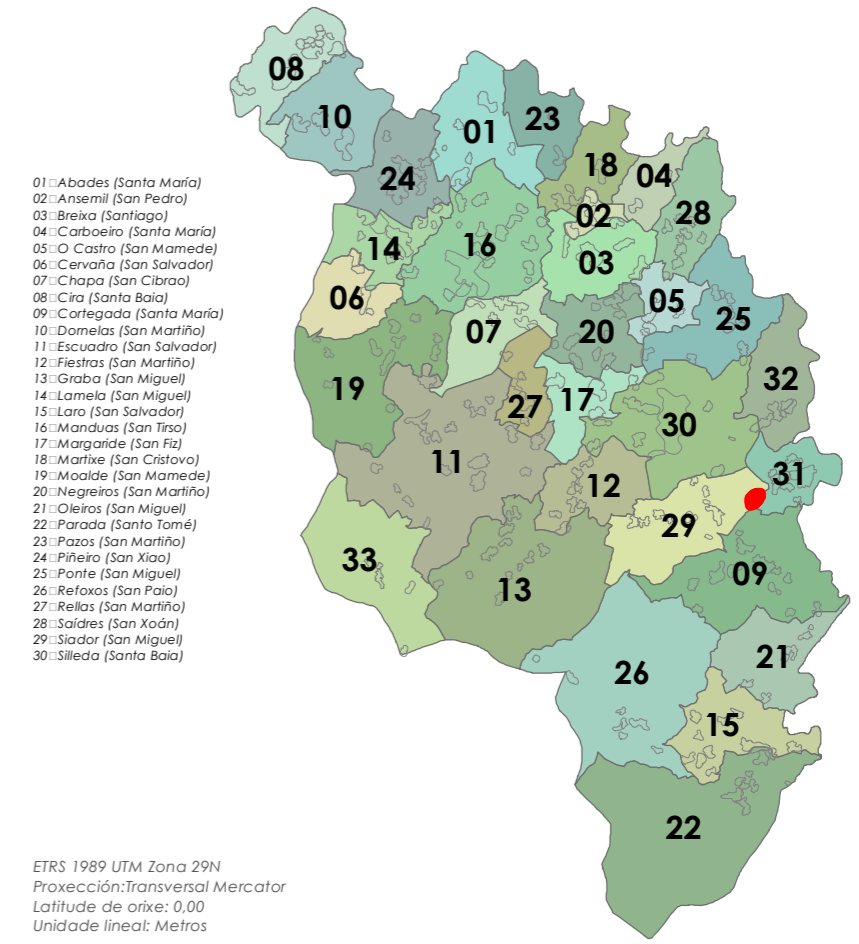 08
10
01
23
24
18
04
02
28
14
16
03
06
05
07
20
25
19
32
27
17
30
11
12
31
29
33
13
09
26
21
15
22
01□Abades (Santa María)
02□Ansemil (San Pedro)
03□Breixa (Santiago)
04□Carboeiro (Santa María)
05□O Castro (San Mamede)
06□Cervaña (San Salvador)
07□Chapa (San Cibrao)
08□Cira (Santa Baia)
09□Cortegada (Santa María)
10□Dornelas (San Martiño)
11□Escuadro (San Salvador)
12□Fiestras (San Martiño)
13□Graba (San Miguel)
14□Lamela (San Miguel)
15□Laro (San Salvador)
16□Manduas (San Tirso)
17□Margaride (San Fiz)
18□Martixe (San Cristovo)
19□Moalde (San Mamede)
20□Negreiros (San Martiño)
21□Oleiros (San Miguel)
22□Parada (Santo Tomé)
23□Pazos (San Martiño)
24□Piñeiro (San Xiao)
25□Ponte (San Miguel)
26□Refoxos (San Paio)
27□Rellas (San Martiño)
28□Saídres (San Xoán)
29□Siador (San Miguel)
30□Silleda (Santa Baia)
ETRS 1989 UTM Zona 29N
Proxección:Transversal Mercator
Latitude de orixe: 0,00
Unidade lineal: Metros